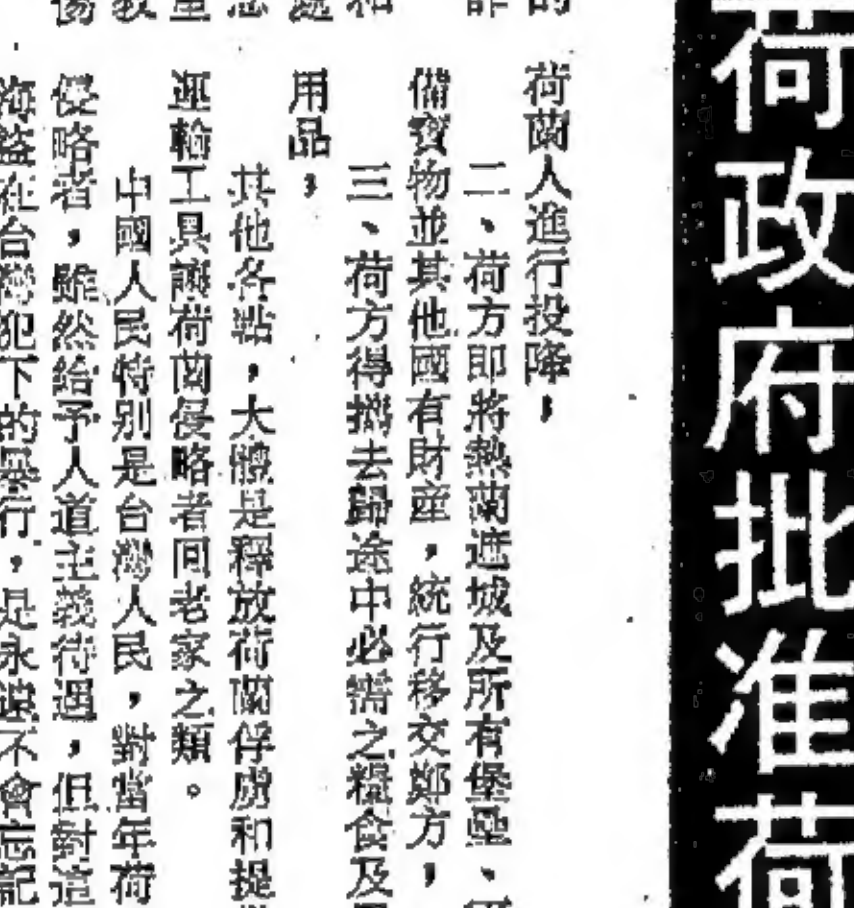 荷政府批准荷
荷蘭人進行投降，
二、荷方即將熱蘭遮城及所有堡壘、
備實物並其他國有財産，統行移交鄭方，
三、荷方得攜去歸途中必需之糧食及
用品，
其他各點，大體是釋放荷蘭俘虜和提
運輸工具讓荷蘭侵略者回老家之類。
中國人民特別是台灣人民，對當年荷
侵略者，雖然給予人道主義待遇，但對這
海盜在台灣犯下的暴行，是永遠不會忘記